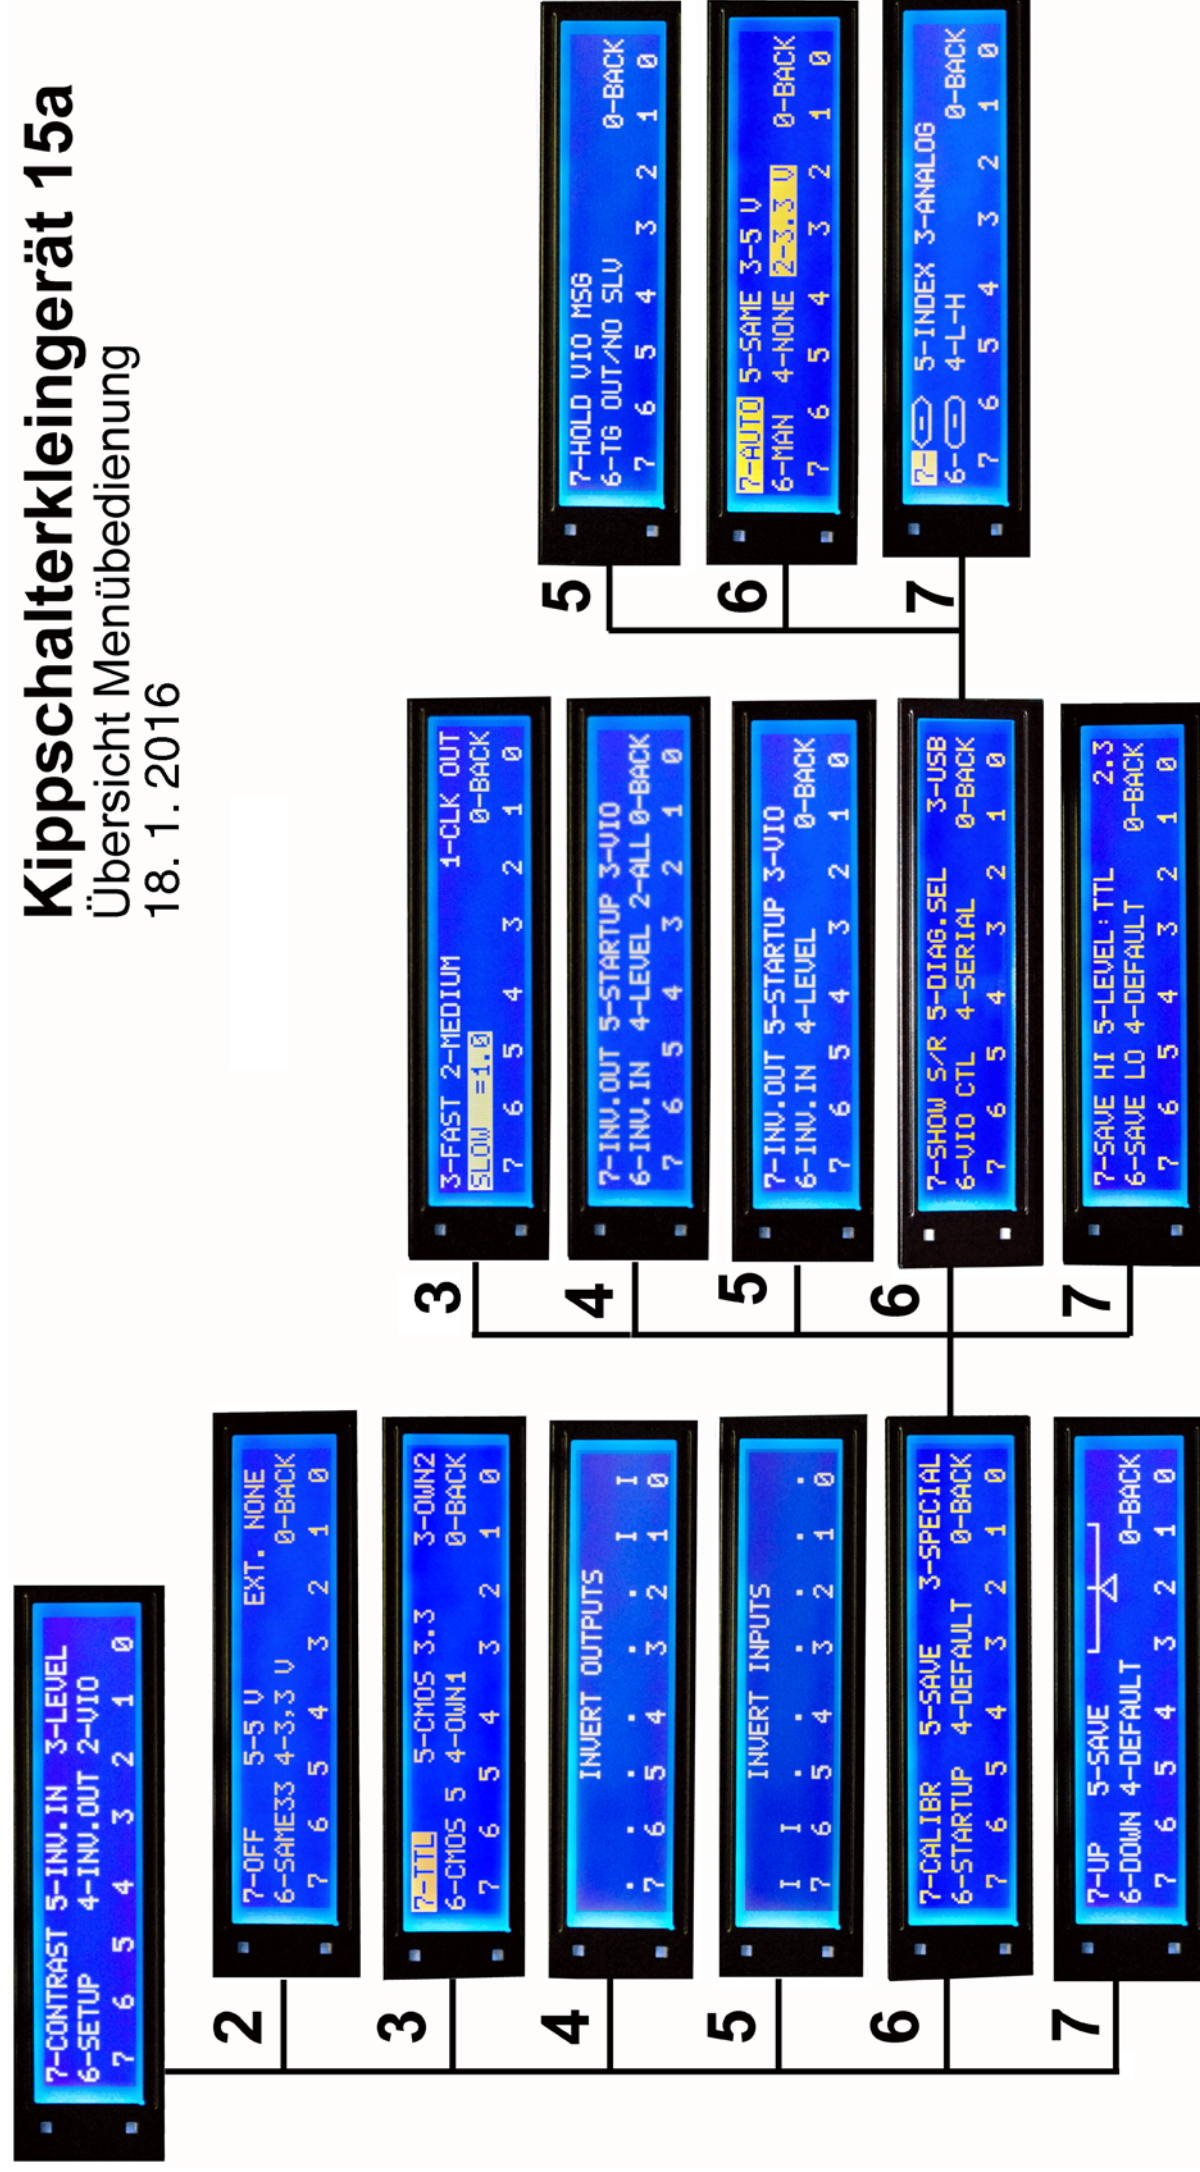 Kippschalterkleingerät 15a
Übersicht Menübedienung
18. 1. 2016
7-CONTRAST 5-INV.IN 3-LEVEL
6-SETUP 4-INV.OUT 2-VIO
7 6 5 4 3 2 1 0
2
7-OFF 5-5 V EXT. NONE
6-SAME33 4-3,3 V 0-BACK
7 6 5 4 3 2 1 0
3
7-TTL 5-CMOS 3.3 3-OWN2
6-CMOS 5 4-OWN1 0-BACK
7 6 5 4 3 2 1 0
4
INVERT OUTPUTS
. . . . . . I I
7 6 5 4 3 2 1 0
5
INVERT INPUTS
I I . . . . . .
7 6 5 4 3 2 1 0
6
7-CALIBR 5-SAVE 3-SPECIAL
6-STARTUP 4-DEFAULT 0-BACK
7 6 5 4 3 2 1 0
7
7-UP 5-SAVE
6-DOWN 4-DEFAULT 0-BACK
7 6 5 4 3 2 1 0
3
3-FAST 2-MEDIUM 1-CLK OUT
SLOW =1.0 0-BACK
7 6 5 4 3 2 1 0
4
7-INV.OUT 5-STARTUP 3-VIO
6-INV.IN 4-LEVEL 2-ALL 0-BACK
7 6 5 4 3 2 1 0
5
7-INV.OUT 5-STARTUP 3-VIO
6-INV.IN 4-LEVEL 0-BACK
7 6 5 4 3 2 1 0
6
7-SHOW S/R 5-DIAG.SEL 3-USB
6-VIO CTL 4-SERIAL 0-BACK
7 6 5 4 3 2 1 0
7
7-SAVE HI 5-LEVEL:TTL 2.3
6-SAVE LO 4-DEFAULT 0-BACK
7 6 5 4 3 2 1 0
5
7-HOLD VIO MSG
6-TG OUT/NO SLV 0-BACK
7 6 5 4 3 2 1 0
6
7-AUTO 5-SAME 3-5 V
6-MAN 4-NONE 2-3.3 V 0-BACK
7 6 5 4 3 2 1 0
7
7- 5-INDEX 3-ANALOG
6- 4-L-H 0-BACK
7 6 5 4 3 2 1 0